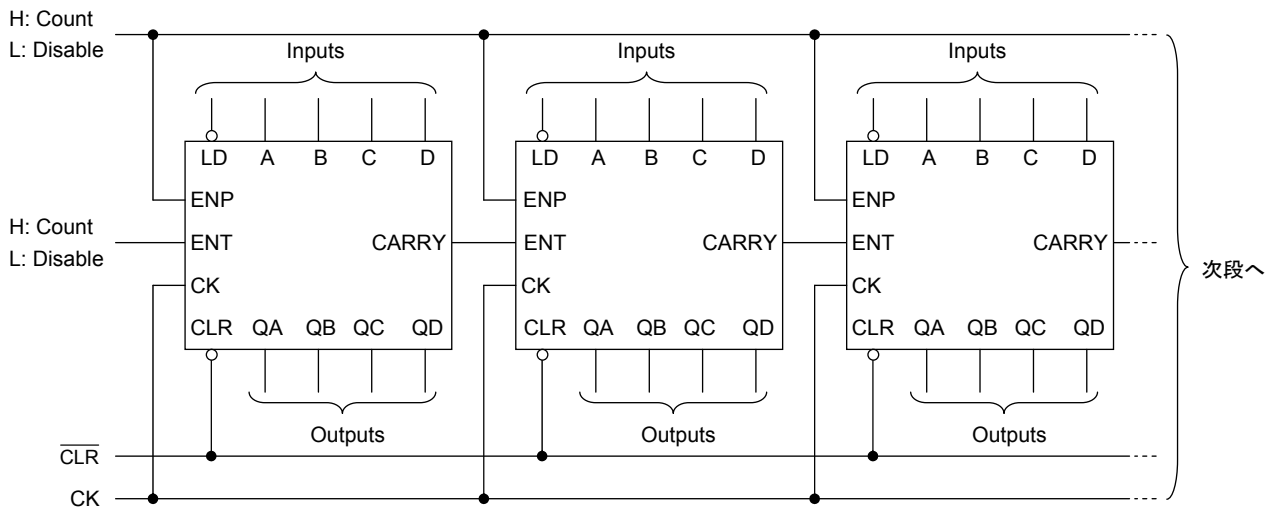 H: Count
L: Disable
Inputs
Inputs
Inputs
LD A B C D
LD A B C D
LD A B C D
ENP
ENP
ENP
H: Count
L: Disable
ENT CARRY
ENT CARRY
ENT CARRY
次段へ
CK
CK
CK
CLR QA QB QC QD
CLR QA QB QC QD
CLR QA QB QC QD
Outputs
Outputs
Outputs
CLR
CK